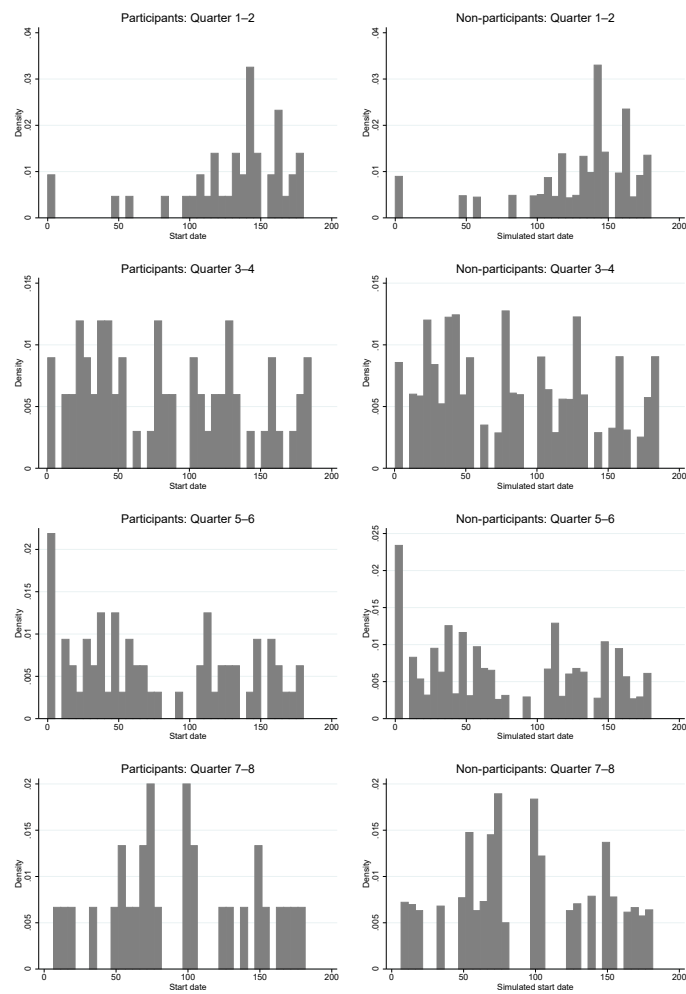 Participants: Quarter 1–2
Density
0 .01 .02 .03 .04
0 50 100 150 200
Start date
Non-participants: Quarter 1–2
Density
0 .01 .02 .03 .04
0 50 100 150 200
Simulated start date
Participants: Quarter 3–4
Density
0 .005 .01 .015
0 50 100 150 200
Start date
Non-participants: Quarter 3–4
Density
0 .005 .01 .015
0 50 100 150 200
Simulated start date
Participants: Quarter 5–6
Density
0 .005 .01 .015 .02
0 50 100 150 200
Start date
Non-participants: Quarter 5–6
Density
0 .005 .01 .015 .02 .025
0 50 100 150 200
Simulated start date
Participants: Quarter 7–8
Density
0 .005 .01 .015 .02
0 50 100 150 200
Start date
Non-participants: Quarter 7–8
Density
0 .005 .01 .015 .02
0 50 100 150 200
Simulated start date